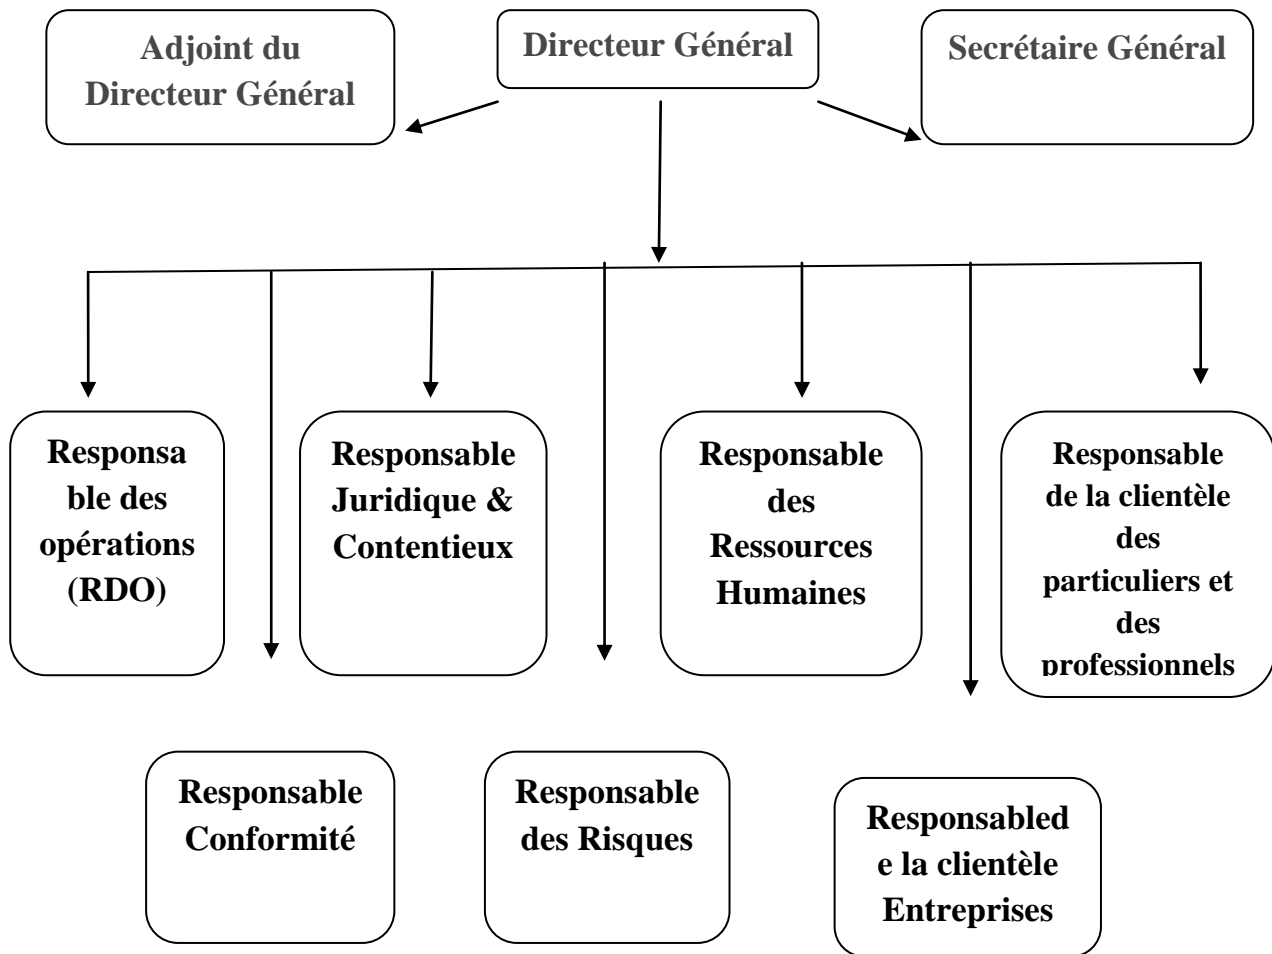 Adjoint du
Directeur Général
Directeur Général
Secrétaire Général
Responsa
ble des
opérations
(RDO)
Responsable
Juridique &
Contentieux
Responsable
des
Ressources
Humaines
Responsable
de la clientèle
des
particuliers et
des
professionnels
Responsable
Conformité
Responsable
des Risques
Responsabled
e la clientèle
Entreprises